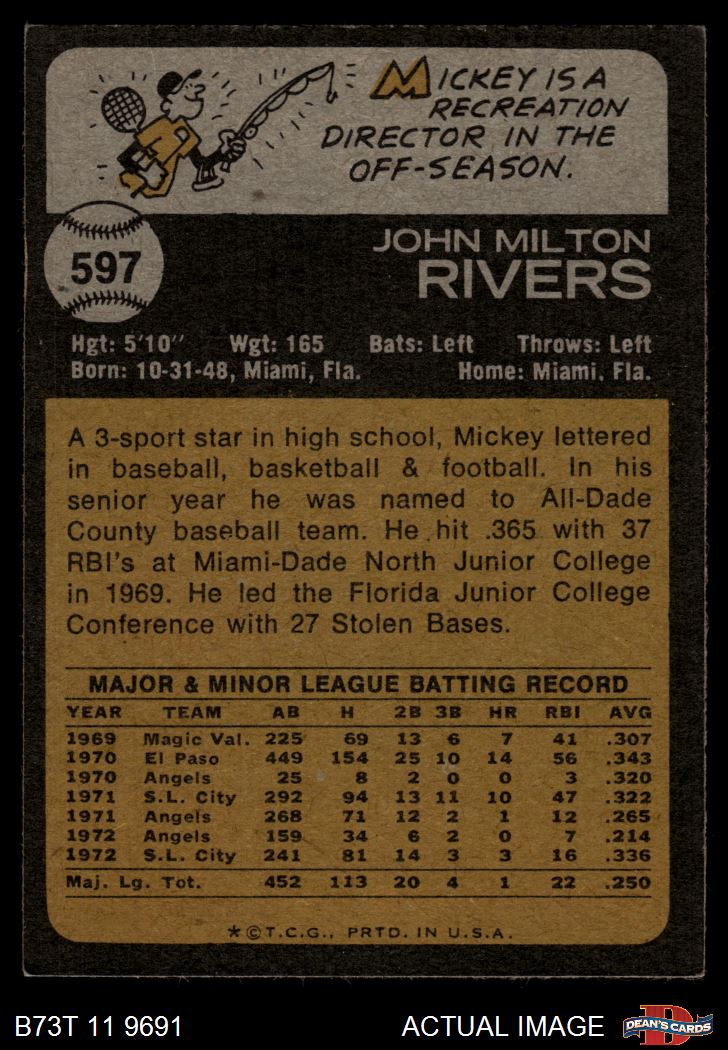 MICKEY IS A
RECREATION
DIRECTOR IN THE
OFF-SEASON.
597
JOHN MILTON
RIVERS
Hgt: 5'10" Wgt: 165 Bats: Left Throws: Left
Born: 10-31-48, Miami, Fla. Home: Miami, Fla.
A 3-sport star in high school, Mickey lettered
in baseball, basketball & football. In his
senior year he was named to All-Dade
County baseball team. He hit .365 with 37
RBI's at Miami-Dade North Junior College
in 1969. He led the Florida Junior College
Conference with 27 Stolen Bases.
MAJOR & MINOR LEAGUE BATTING RECORD
YEAR TEAM AB H 2B 3B HR RBI AVG
1969 Magic Val. 225 69 13 6 7 41 .307
1970 El Paso 449 154 25 10 14 56 .343
1970 Angels 25 8 2 0 0 3 .320
1971 S.L. City 292 94 13 11 10 47 .322
1971 Angels 268 71 12 2 1 12 .265
1972 Angels 159 34 6 2 0 7 .214
1972 S.L. City 241 81 14 3 3 16 .336
Maj. Lg. Tot. 452 113 20 4 1 22 .250
*©T.C.G., PRTD. IN U.S.A.
B73T 11 9691 ACTUAL IMAGE DEAN'S CARDS